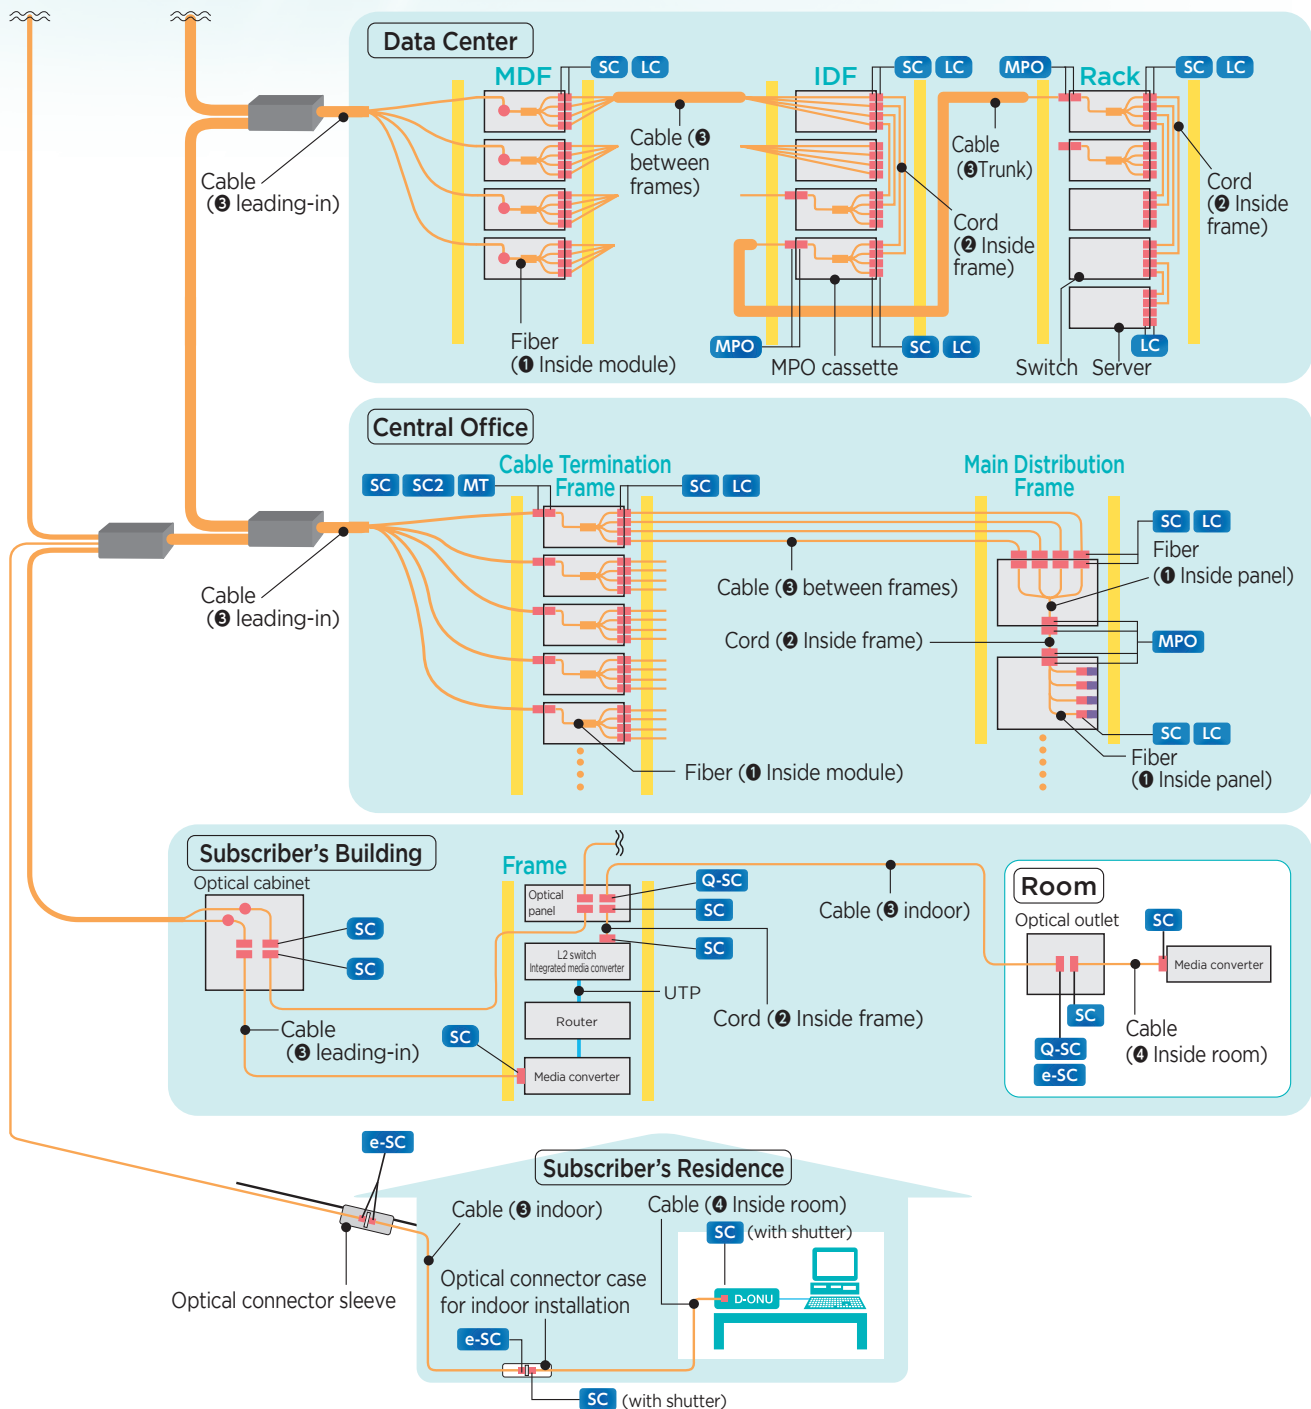 Data Center
MDF
SC LC
IDF
SC LC
MPO
Rack
SC LC
Cable
(❸ leading-in)
Cable (❸
between
frames)
Cable
(❸Trunk)
Cord
(❷ Inside
frame)
Cord
(❷ Inside
frame)
Fiber
(❶ Inside module)
MPO
MPO cassette
SC LC
LC
Switch Server
Central Office
Cable Termination
Frame
SC SC2 MT
SC LC
Main Distribution
Frame
SC LC
Fiber
(❶ Inside panel)
Cable
(❸ leading-in)
Cable (❸ between frames)
Cord (❷ Inside frame)
MPO
SC LC
Fiber
(❶ Inside panel)
Fiber (❶ Inside module)
Subscriber's Building
Optical cabinet
SC
SC
Cable
(❸ leading-in)
Frame
Optical
panel
Q-SC
SC
SC
L2 switch
Integrated media converter
UTP
Router
Cord (❷ Inside frame)
SC
Media converter
Cable (❸ indoor)
Room
Optical outlet
SC
Media converter
SC
Q-SC
e-SC
Cable
(❹ Inside room)
e-SC
Subscriber's Residence
Cable (❸ indoor)
Cable (❹ Inside room)
SC (with shutter)
D-ONU
Optical connector sleeve
Optical connector case
for indoor installation
e-SC
SC (with shutter)